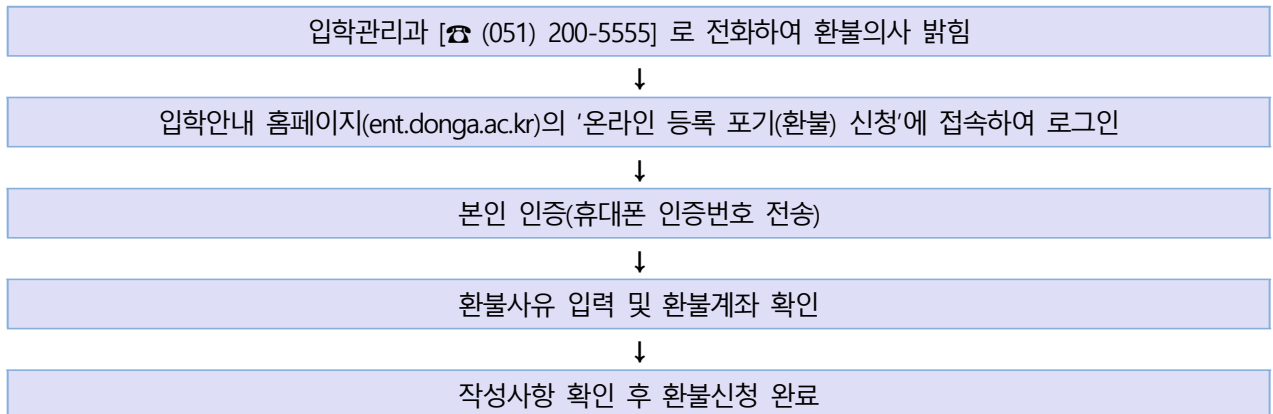 입학관리과 [☎ (051) 200-5555] 로 전화하여 환불의사 밝힘
↓
입학안내 홈페이지(ent.donga.ac.kr)의 '온라인 등록 포기(환불) 신청'에 접속하여 로그인
↓
본인 인증(휴대폰 인증번호 전송)
↓
환불사유 입력 및 환불계좌 확인
↓
작성사항 확인 후 환불신청 완료